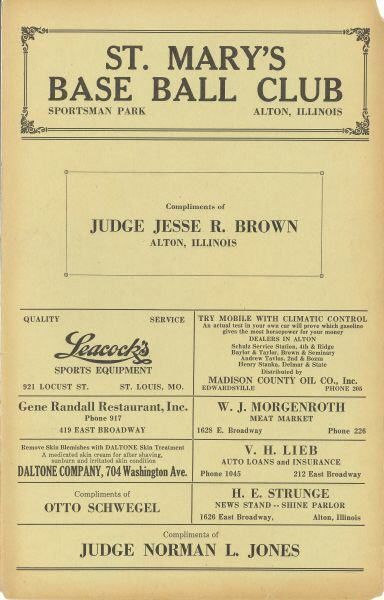 ST. MARY'S
BASE BALL CLUB
SPORTSMAN PARK ALTON, ILLINOIS
Compliments of
JUDGE JESSE R. BROWN
ALTON, ILLINOIS
QUALITY SERVICE
Leacock's
SPORTS EQUIPMENT
921 LOCUST ST. ST. LOUIS, MO.
TRY MOBILE WITH CLIMATIC CONTROL
An actual test in your own car will prove which gasoline
gives the most horsepower for your money
DEALERS IN ALTON
Schulz Service Station, 4th & Ridge
Baylor & Taylor, Brown & Seminary
Andrew Taylor, 2nd & Bozza
Henry Stanka, Delmar & State
Distributed by
MADISON COUNTY OIL CO., Inc.
EDWARDSVILLE PHONE 205
Gene Randall Restaurant, Inc.
Phone 917
419 EAST BROADWAY
W. J. MORGENROTH
MEAT MARKET
1628 E. Broadway Phone 226
Remove Skin Blemishes with DALTONE Skin Treatment
A medicated skin cream for after shaving,
sunburn and irritated skin condition
DALTONE COMPANY, 704 Washington Ave.
V. H. LIEB
AUTO LOANS and INSURANCE
Phone 1045 212 East Broadway
Compliments of
OTTO SCHWEGEL
H. E. STRUNGE
NEWS STAND -- SHINE PARLOR
1626 East Broadway, Alton, Illinois
Compliments of
JUDGE NORMAN L. JONES